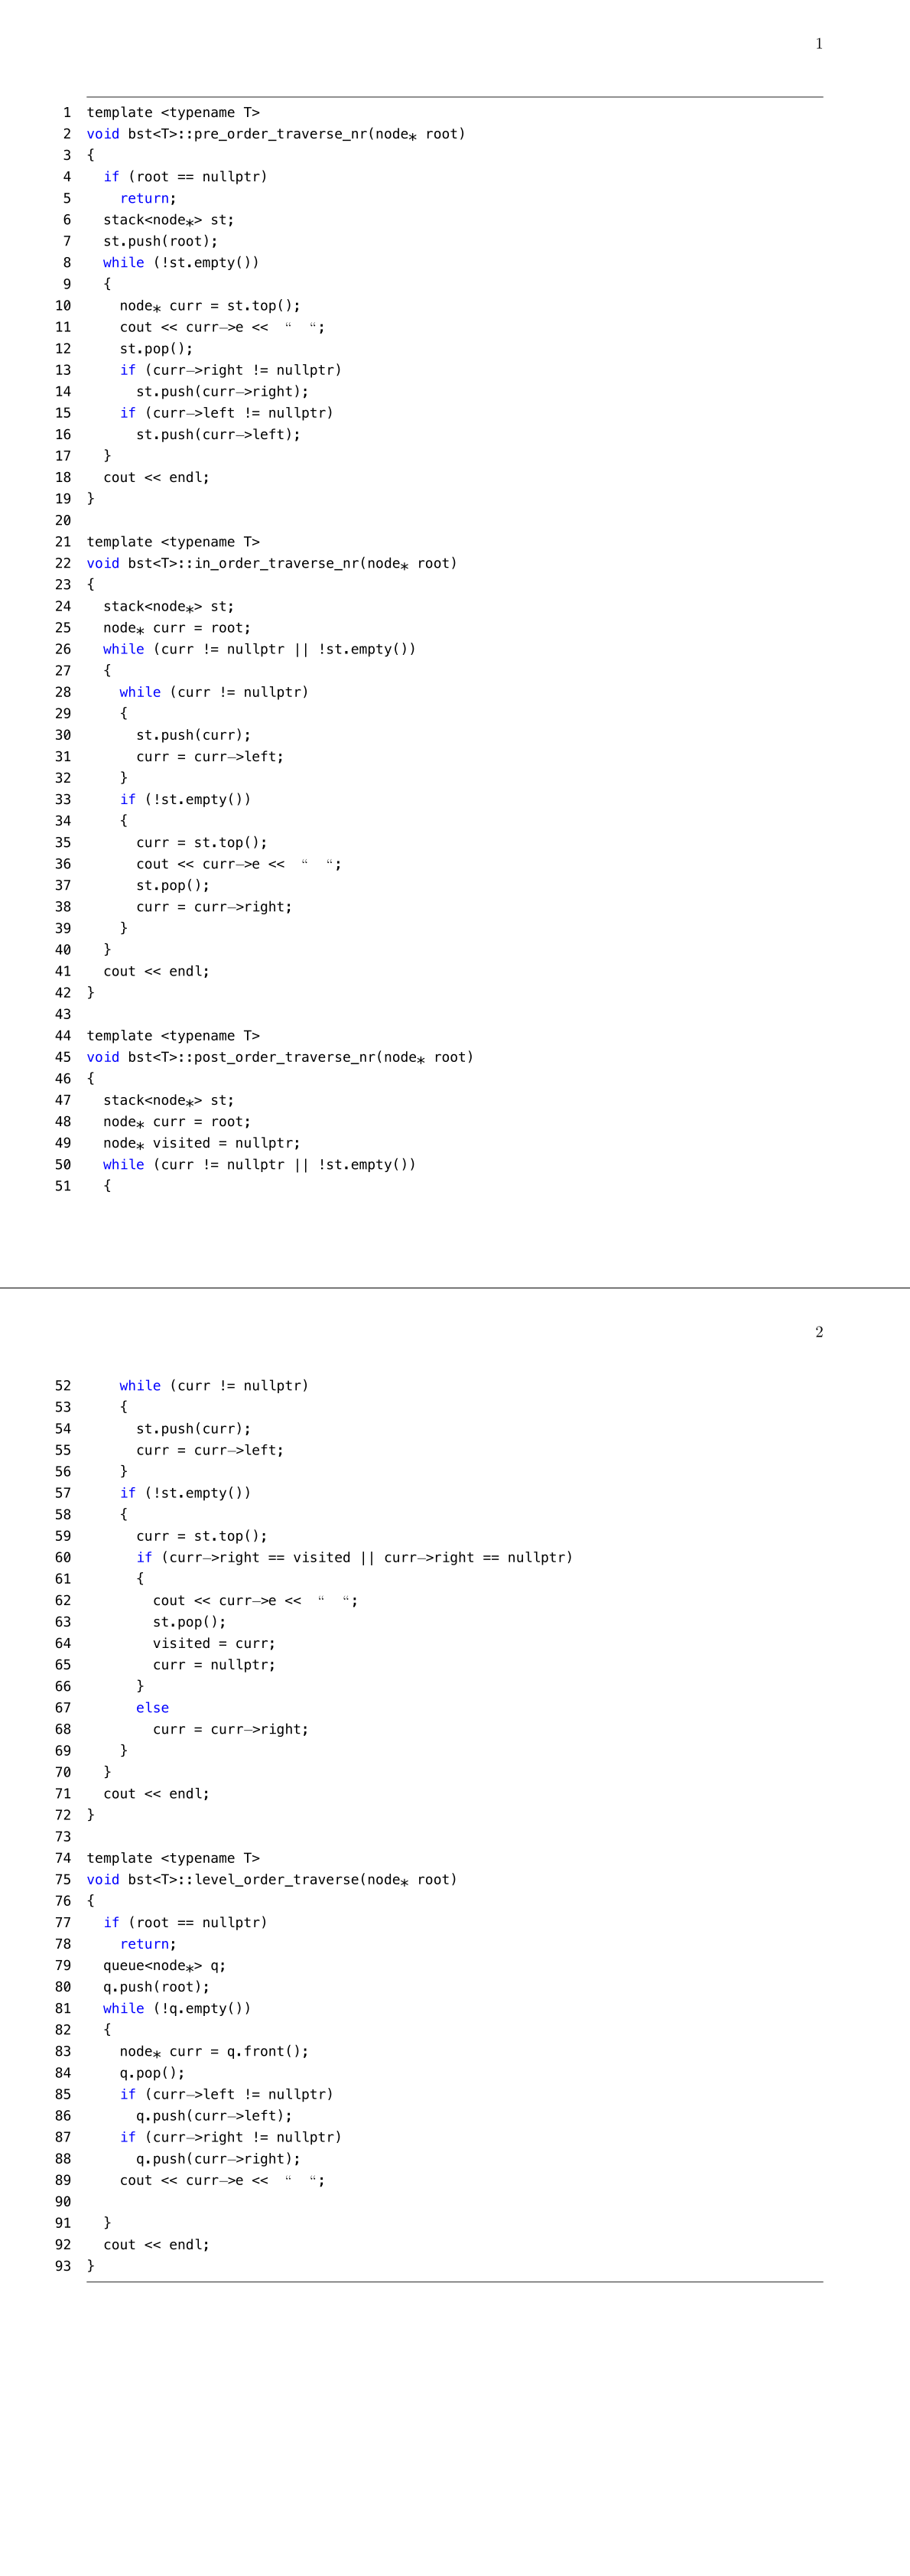 1
1 template <typename T>
2 void bst<T>::pre_order_traverse_nr(node* root)
3 {
4   if (root == nullptr)
5     return;
6   stack<node*> st;
7   st.push(root);
8   while (!st.empty())
9   {
10     node* curr = st.top();
11     cout << curr−>e << “ “;
12     st.pop();
13     if (curr−>right != nullptr)
14       st.push(curr−>right);
15     if (curr−>left != nullptr)
16       st.push(curr−>left);
17   }
18   cout << endl;
19 }
20
21 template <typename T>
22 void bst<T>::in_order_traverse_nr(node* root)
23 {
24   stack<node*> st;
25   node* curr = root;
26   while (curr != nullptr || !st.empty())
27   {
28     while (curr != nullptr)
29     {
30       st.push(curr);
31       curr = curr−>left;
32     }
33     if (!st.empty())
34     {
35       curr = st.top();
36       cout << curr−>e << “ “;
37       st.pop();
38       curr = curr−>right;
39     }
40   }
41   cout << endl;
42 }
43
44 template <typename T>
45 void bst<T>::post_order_traverse_nr(node* root)
46 {
47   stack<node*> st;
48   node* curr = root;
49   node* visited = nullptr;
50   while (curr != nullptr || !st.empty())
51   {
2
52     while (curr != nullptr)
53     {
54       st.push(curr);
55       curr = curr−>left;
56     }
57     if (!st.empty())
58     {
59       curr = st.top();
60       if (curr−>right == visited || curr−>right == nullptr)
61       {
62         cout << curr−>e << “ “;
63         st.pop();
64         visited = curr;
65         curr = nullptr;
66       }
67       else
68         curr = curr−>right;
69     }
70   }
71   cout << endl;
72 }
73
74 template <typename T>
75 void bst<T>::level_order_traverse(node* root)
76 {
77   if (root == nullptr)
78     return;
79   queue<node*> q;
80   q.push(root);
81   while (!q.empty())
82   {
83     node* curr = q.front();
84     q.pop();
85     if (curr−>left != nullptr)
86       q.push(curr−>left);
87     if (curr−>right != nullptr)
88       q.push(curr−>right);
89     cout << curr−>e << “ “;
90
91   }
92   cout << endl;
93 }